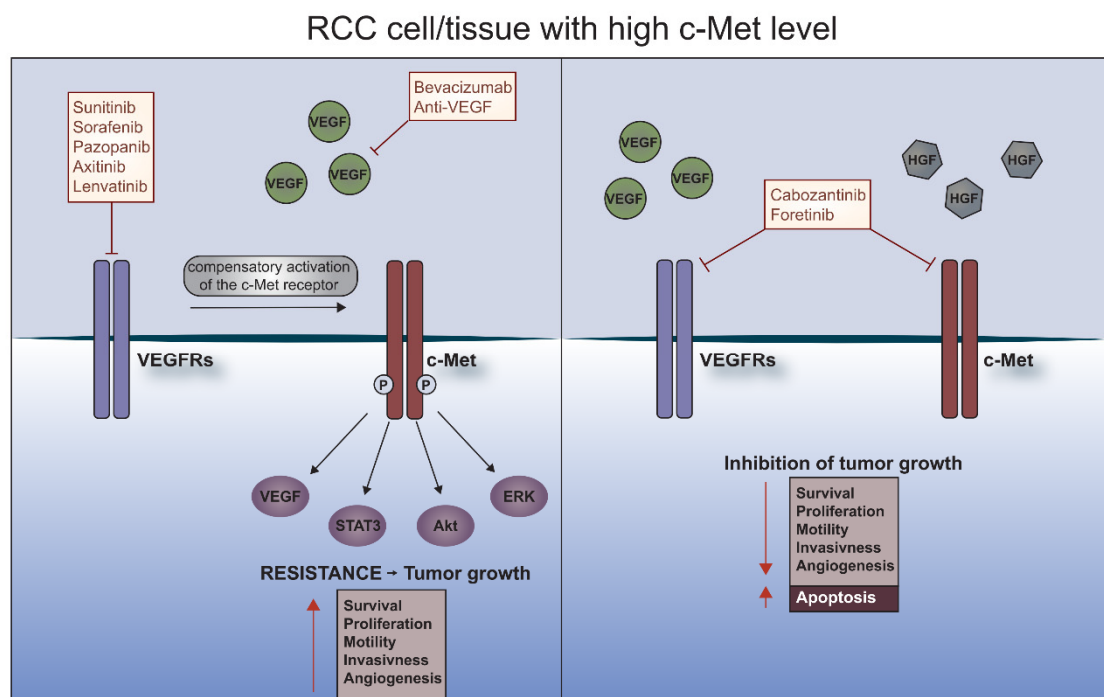 RCC cell/tissue with high c-Met level
Sunitinib
Sorafenib
Pazopanib
Axitinib
Lenvatinib
Bevacizumab
Anti-VEGF
VEGF
VEGF
VEGF
compensatory activation
of the c-Met receptor
VEGFRs
c-Met
P
P
VEGF
STAT3
Akt
ERK
RESISTANCE → Tumor growth
Survival
Proliferation
Motility
Invasivness
Angiogenesis
VEGF
VEGF
VEGF
HGF
HGF
HGF
Cabozantinib
Foretinib
VEGFRs
c-Met
Inhibition of tumor growth
Survival
Proliferation
Motility
Invasivness
Angiogenesis
Apoptosis